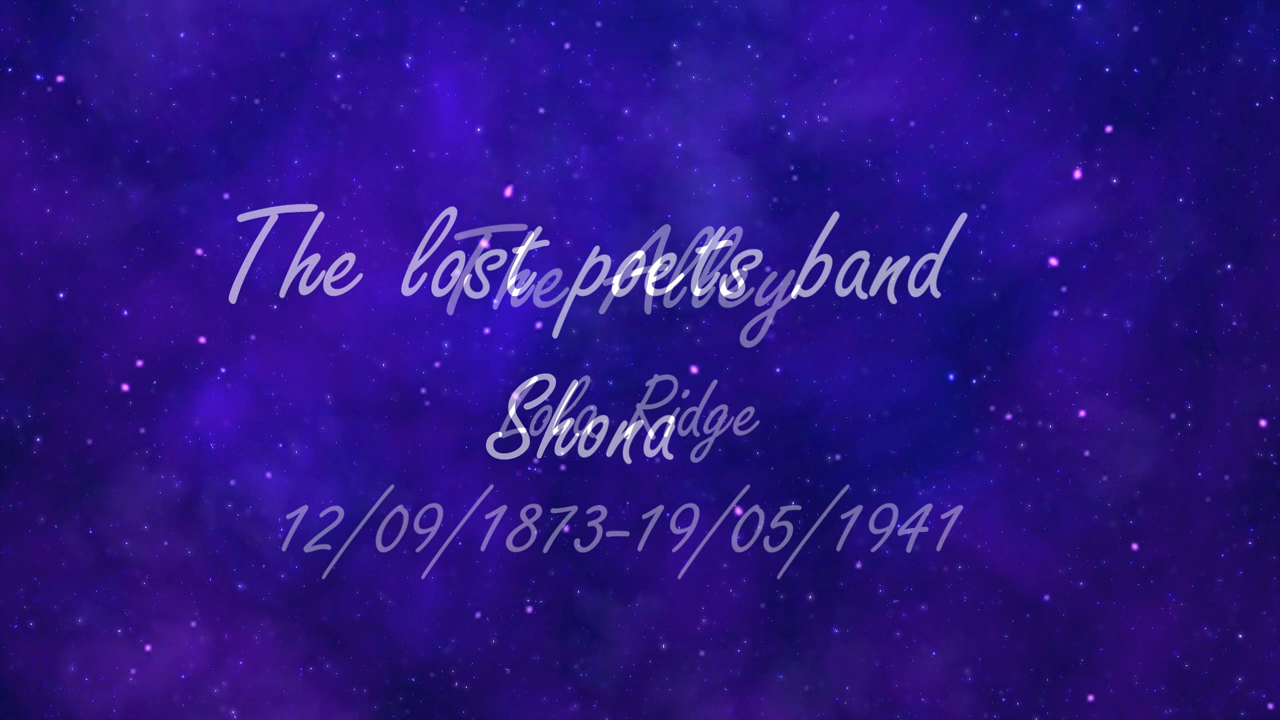 The lost poets band
The Alley
Shona
Lola Ridge
12/09/1873-19/05/1941